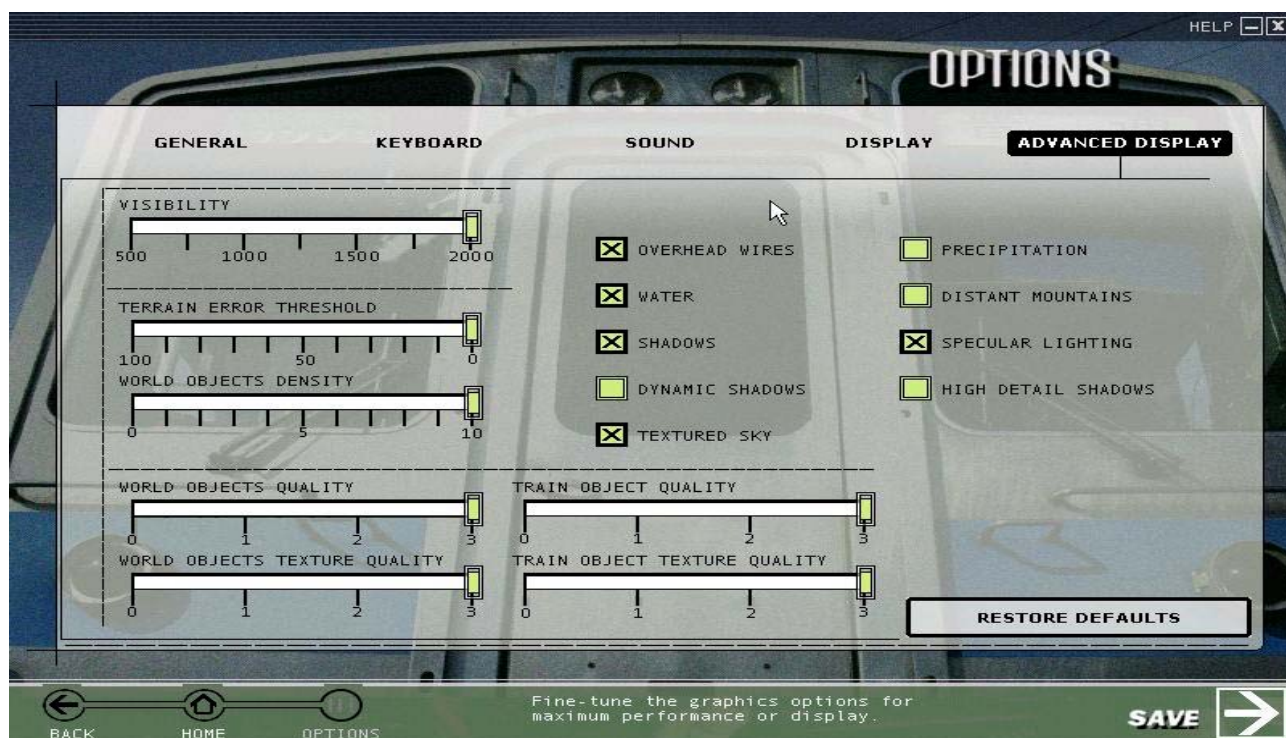 HELP
OPTIONS
GENERAL KEYBOARD SOUND DISPLAY ADVANCED DISPLAY
VISIBILITY
500 1000 1500 2000
TERRAIN ERROR THRESHOLD
100 50 0
WORLD OBJECTS DENSITY
0 5 10
OVERHEAD WIRES
WATER
SHADOWS
DYNAMIC SHADOWS
TEXTURED SKY
PRECIPITATION
DISTANT MOUNTAINS
SPECULAR LIGHTING
HIGH DETAIL SHADOWS
WORLD OBJECTS QUALITY
0 1 2 3
TRAIN OBJECT QUALITY
0 1 2 3
WORLD OBJECTS TEXTURE QUALITY
0 1 2 3
TRAIN OBJECT TEXTURE QUALITY
0 1 2 3
RESTORE DEFAULTS
BACK HOME OPTIONS
Fine-tune the graphics options for
maximum performance or display.
SAVE